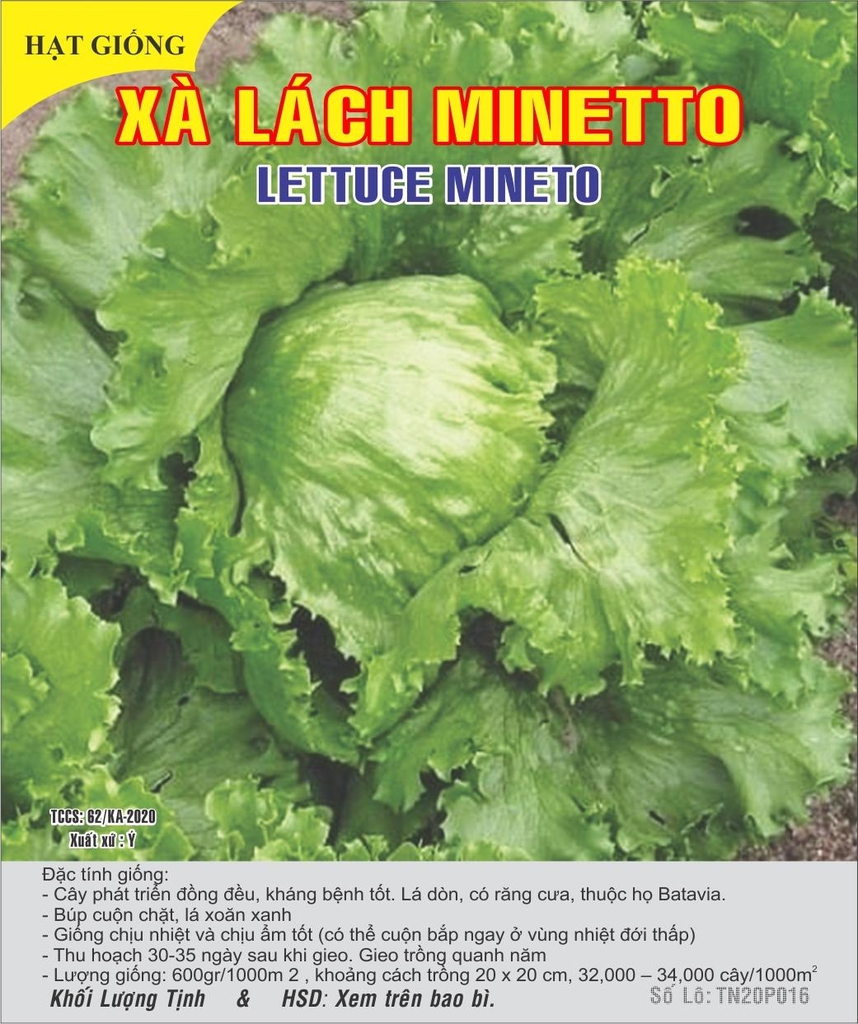 HẠT GIỐNG
XÀ LÁCH MINETTO
LETTUCE MINETO
TCCS: 62/KA-2020
Xuất xứ : Ý
Đặc tính giống:
- Cây phát triển đồng đều, kháng bệnh tốt. Lá dòn, có răng cưa, thuộc họ Batavia.
- Búp cuộn chặt, lá xoăn xanh
- Giống chịu nhiệt và chịu ẩm tốt (có thể cuộn bắp ngay ở vùng nhiệt đới thấp)
- Thu hoạch 30-35 ngày sau khi gieo. Gieo trồng quanh năm
- Lượng giống: 600gr/1000m 2 , khoảng cách trồng 20 x 20 cm, 32,000 – 34,000 cây/1000m²
Khối Lượng Tịnh & HSD: Xem trên bao bì.
Số Lô: TN20P016